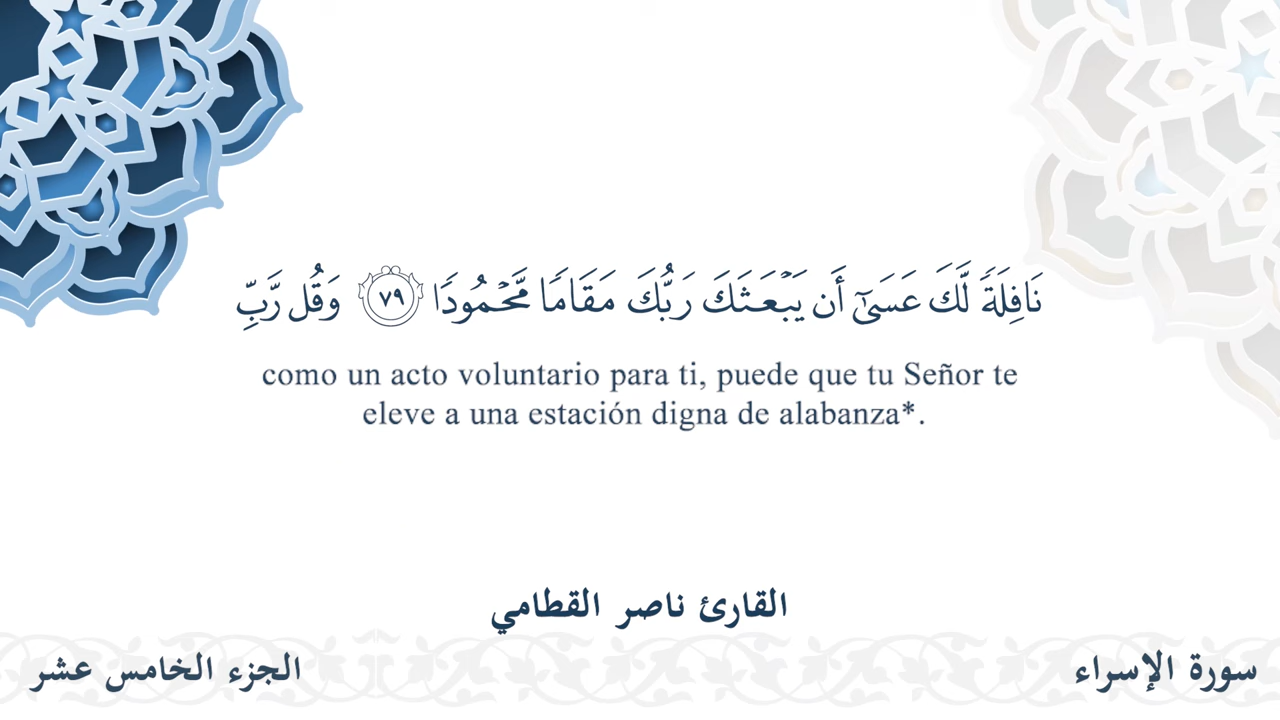 نَافِلَةً لَّكَ عَسَىٰٓ أَن يَبْعَثَكَ رَبُّكَ مَقَامًا مَّحْمُودًا ٧٩ وَقُل رَّبِّ
como un acto voluntario para ti, puede que tu Señor te
eleve a una estación digna de alabanza*.
القارئ ناصر القطامي
سورة الإسراء
الجزء الخامس عشر